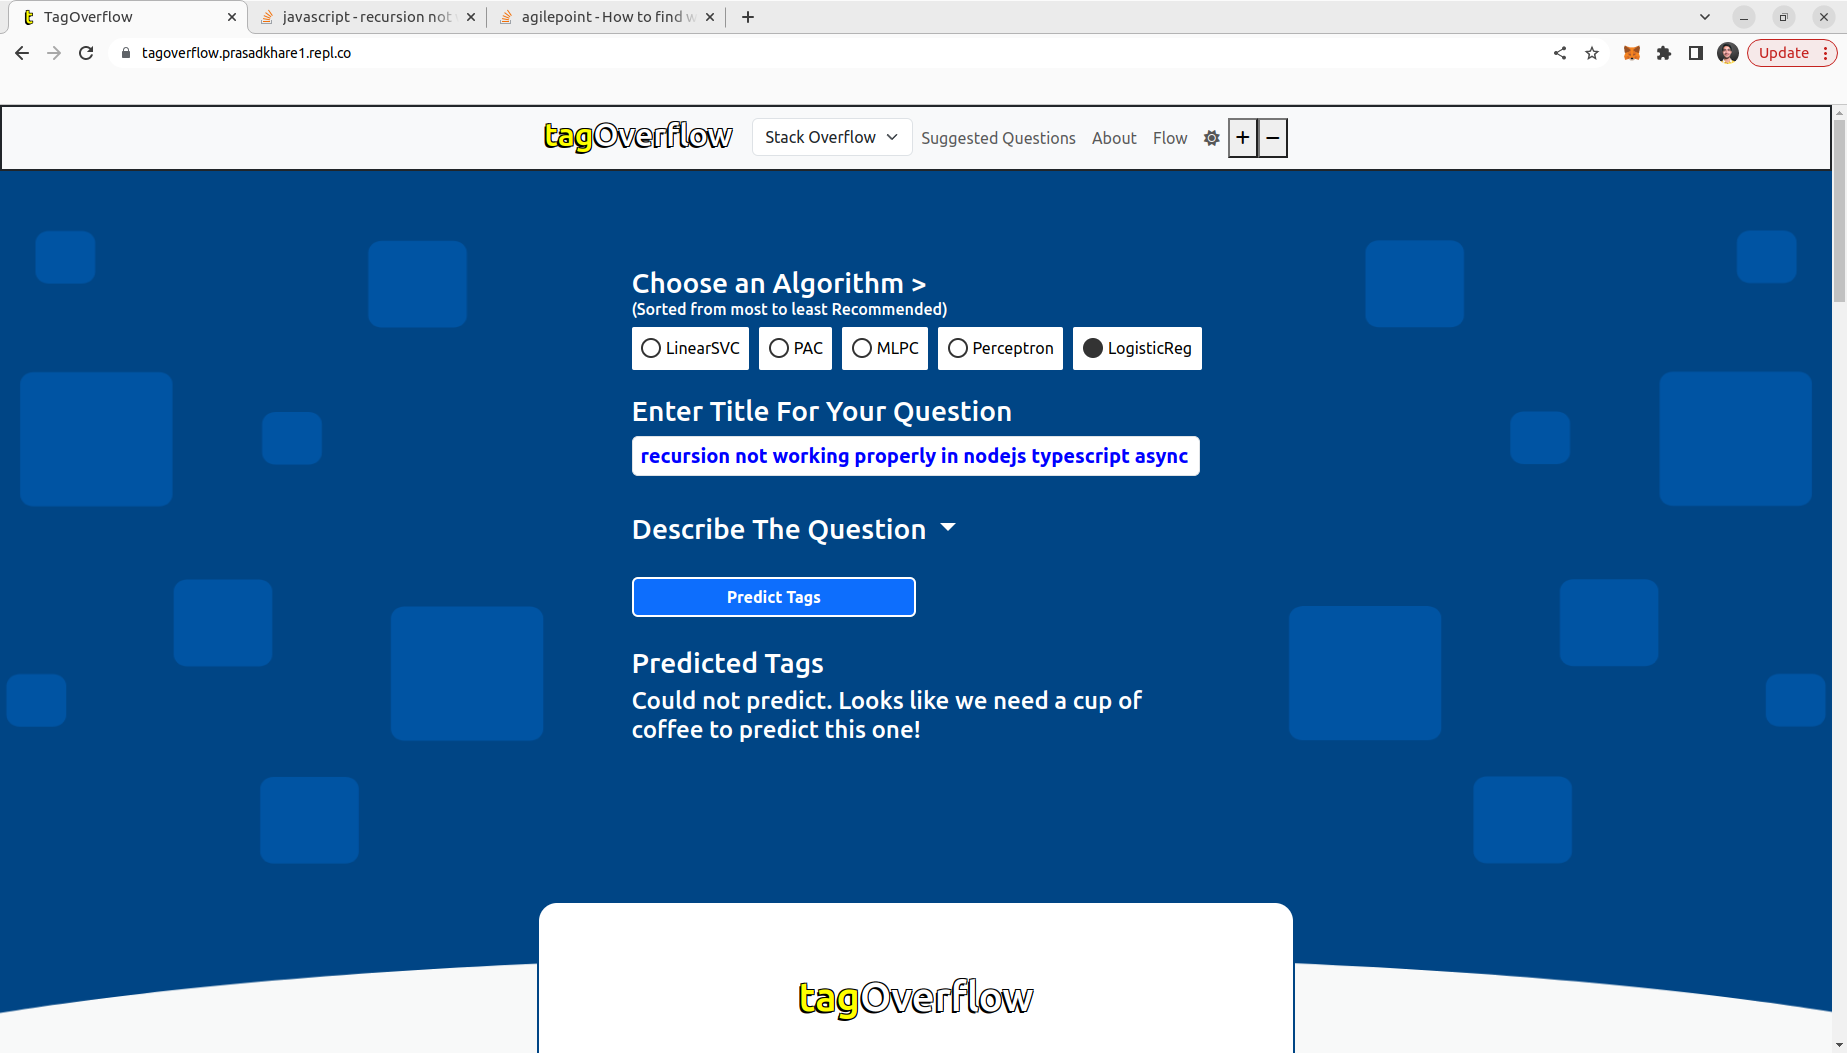 TagOverflow
javascript - recursion not
agilepoint - How to find w
tagoverflow.prasadkhare1.repl.co
Update
tagOverflow
Stack Overflow
Suggested Questions
About
Flow
+
−
Choose an Algorithm >
(Sorted from most to least Recommended)
LinearSVC
PAC
MLPC
Perceptron
LogisticReg
Enter Title For Your Question
recursion not working properly in nodejs typescript async
Describe The Question
Predict Tags
Predicted Tags
Could not predict. Looks like we need a cup of
coffee to predict this one!
tagOverflow